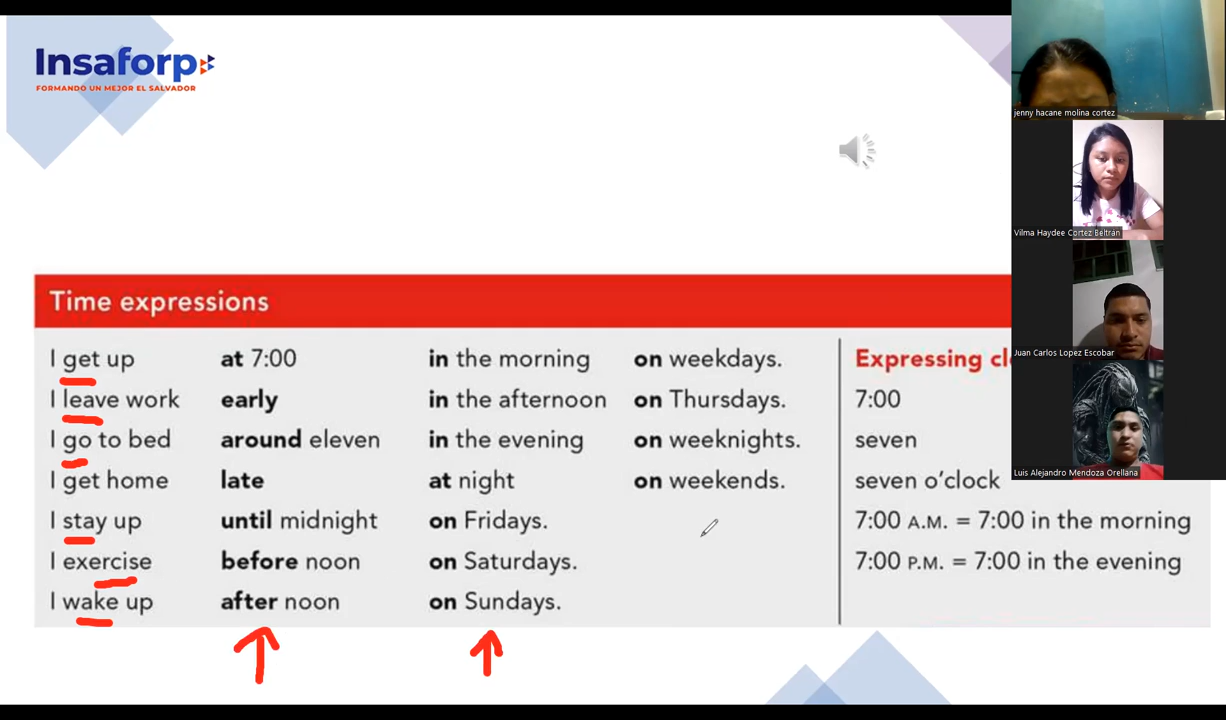 Insaforp
FORMANDO UN MEJOR EL SALVADOR
Time expressions
I get up at 7:00 in the morning on weekdays.
I leave work early in the afternoon on Thursdays.
I go to bed around eleven in the evening on weeknights.
I get home late at night on weekends.
I stay up until midnight on Fridays.
I exercise before noon on Saturdays.
I wake up after noon on Sundays.
Expressing
7:00
seven
seven o'clock
7:00 A.M. = 7:00 in the morning
7:00 P.M. = 7:00 in the evening
jenny hacane molina cortez
Vilma Haydee Cortez Beltrán
Juan Carlos Lopez Escobar
Luis Alejandro Mendoza Orellana